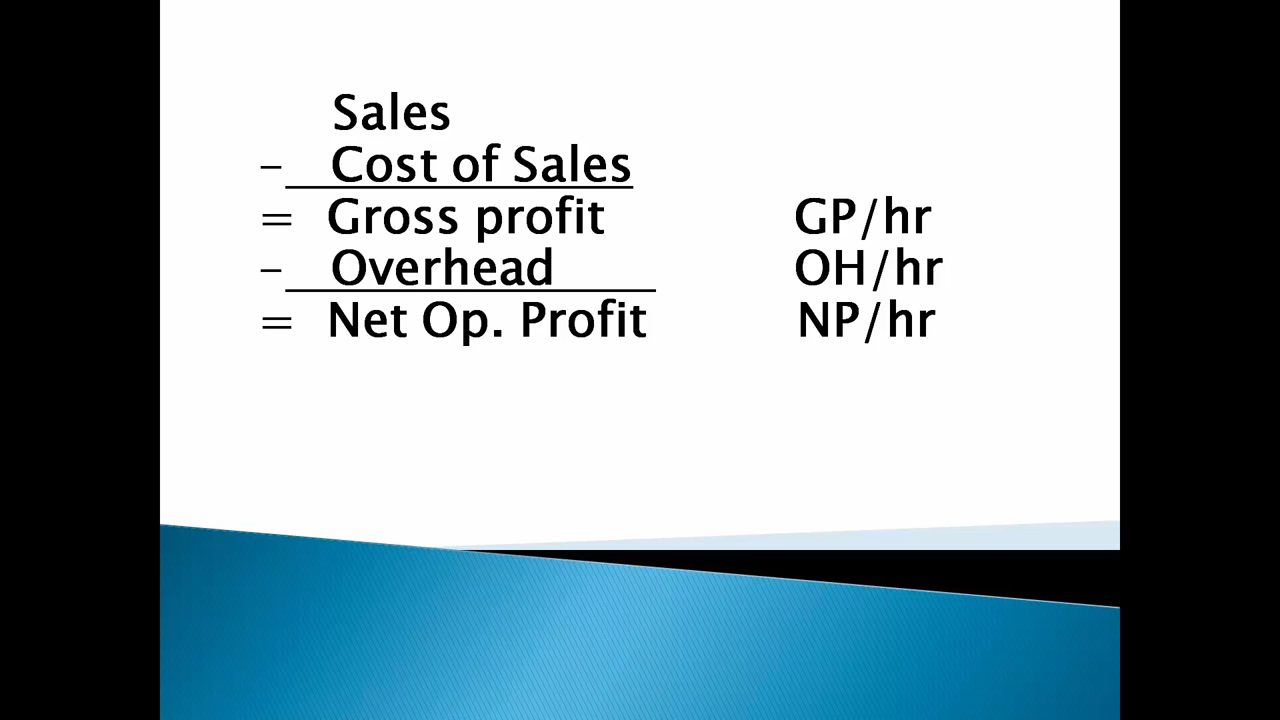 Sales
– Cost of Sales
= Gross profit GP/hr
– Overhead OH/hr
= Net Op. Profit NP/hr